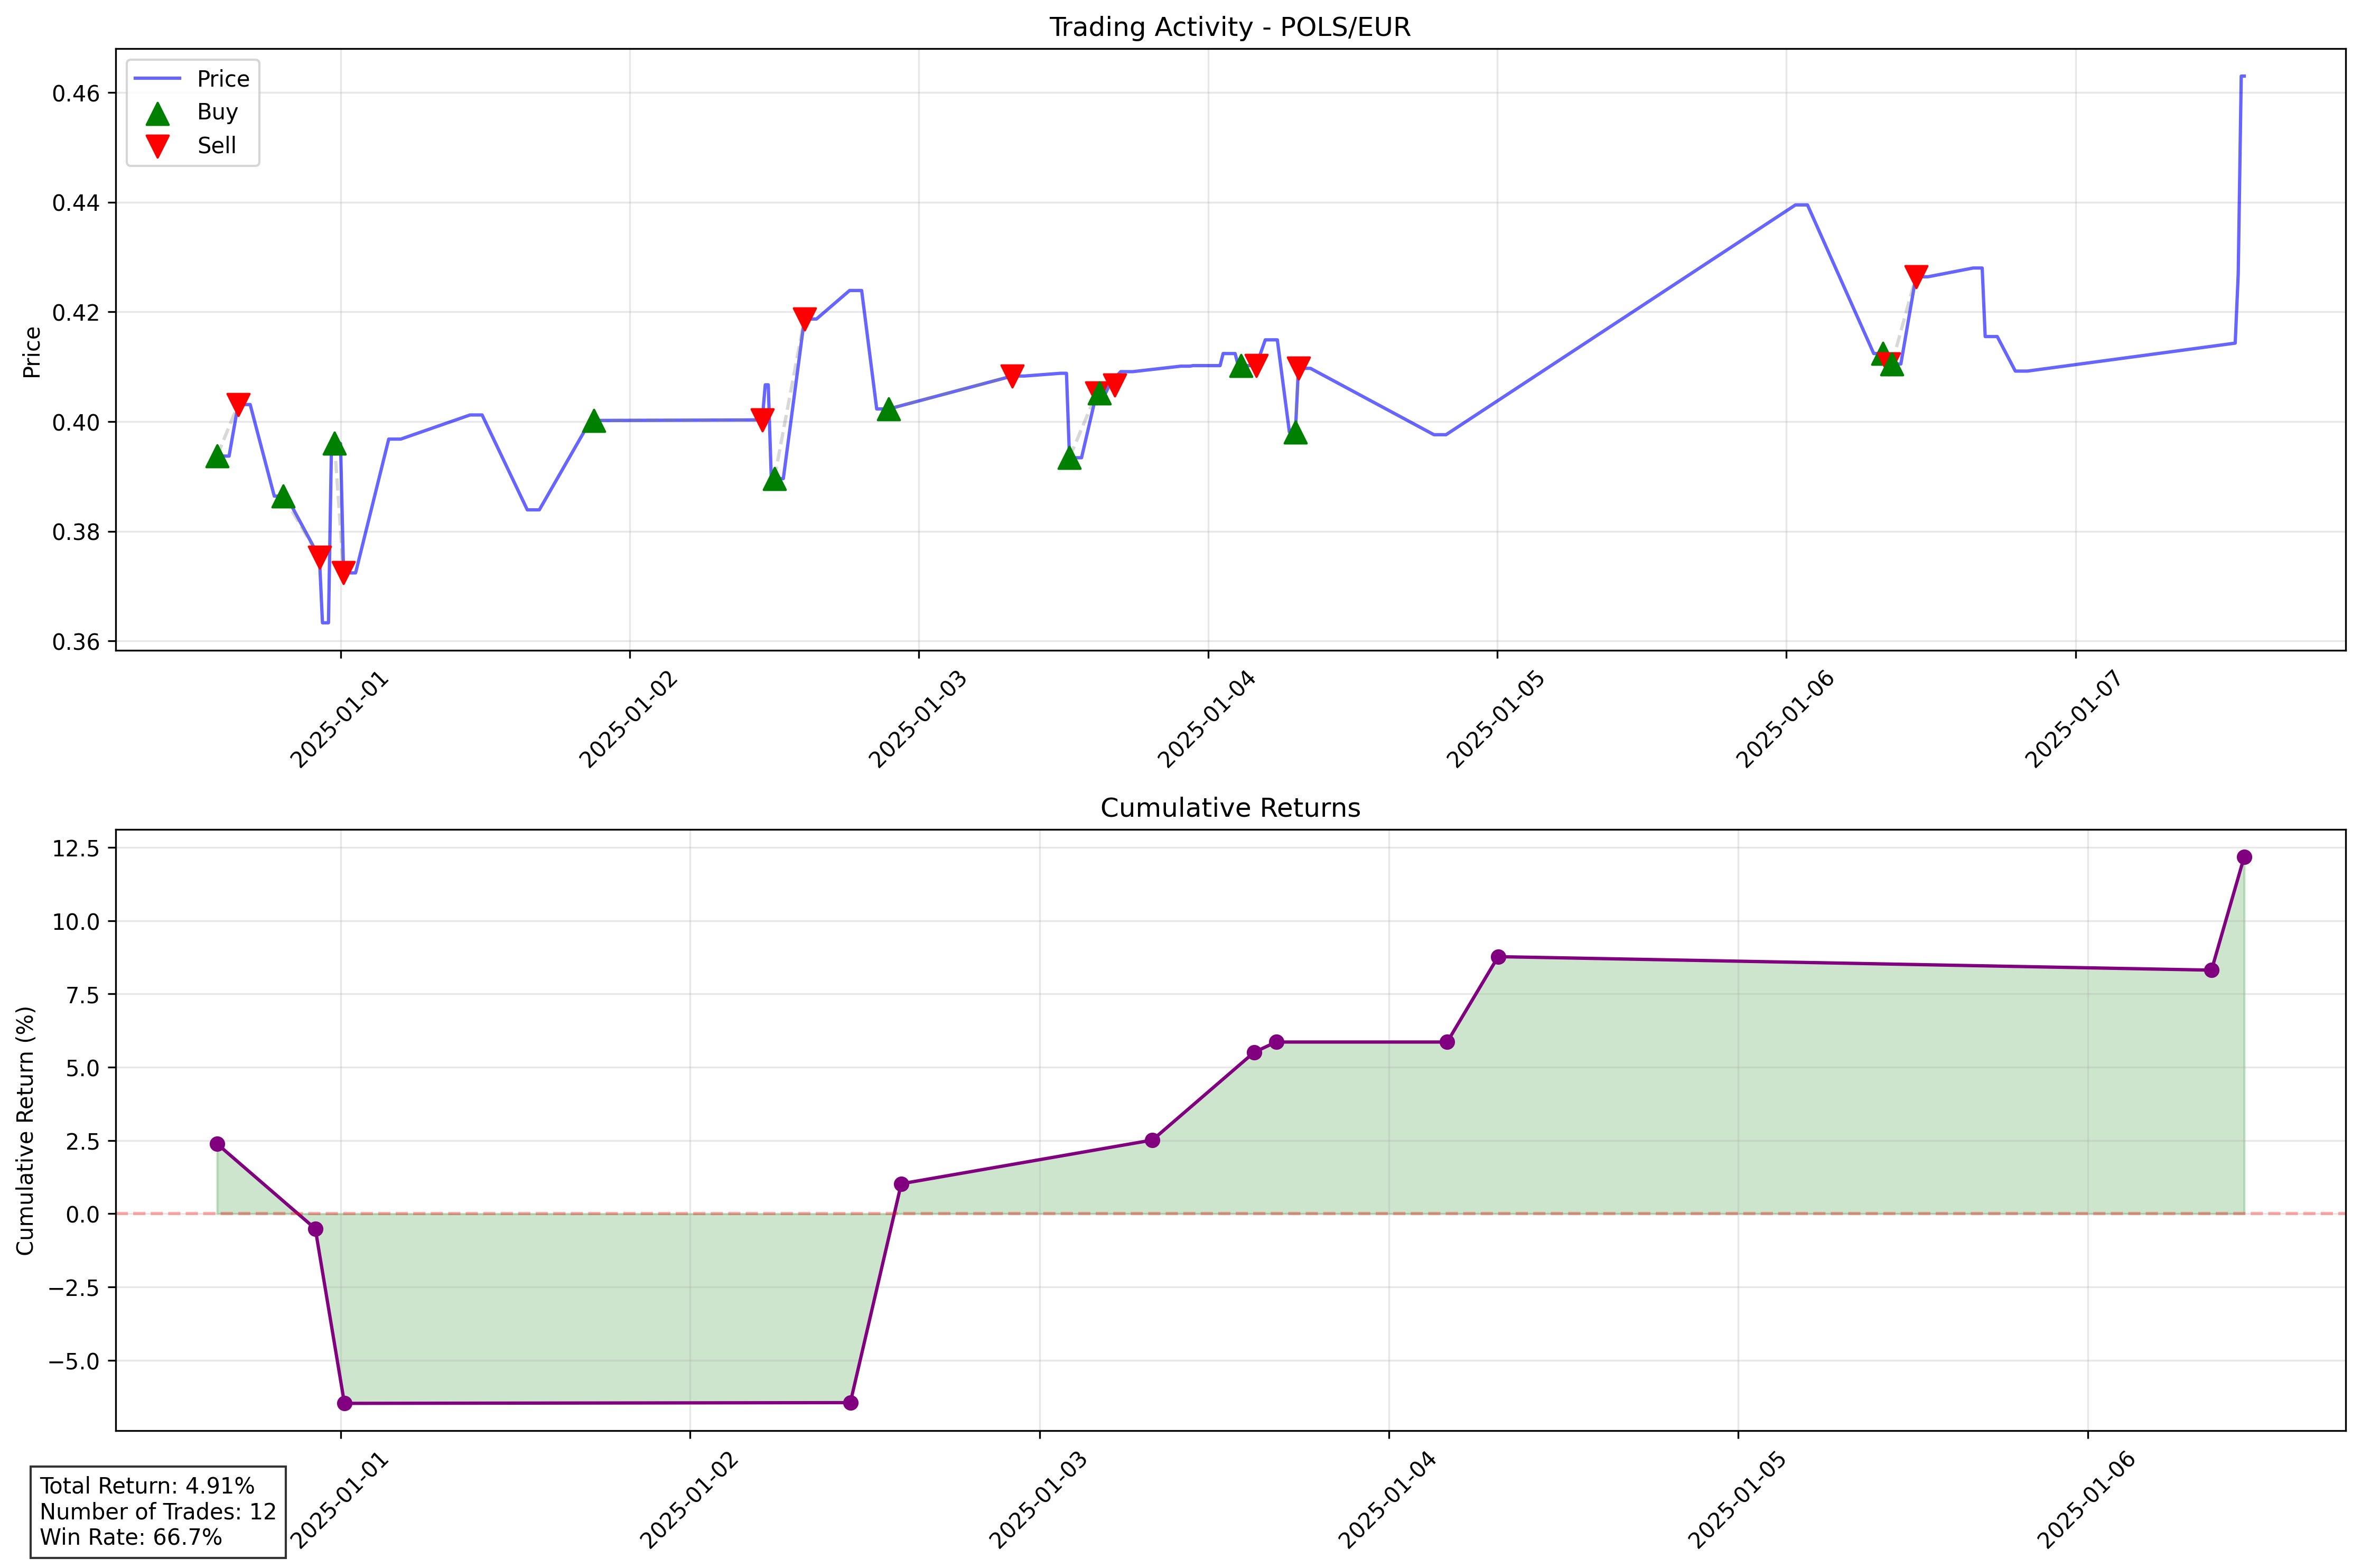 Trading Activity - POLS/EUR
Price
Buy
Sell
Price
0.46
0.44
0.42
0.40
0.38
0.36
2025-01-01
2025-01-02
2025-01-03
2025-01-04
2025-01-05
2025-01-06
2025-01-07
Cumulative Returns
Cumulative Return (%)
12.5
10.0
7.5
5.0
2.5
0.0
−2.5
−5.0
2025-01-01
2025-01-02
2025-01-03
2025-01-04
2025-01-05
2025-01-06
Total Return: 4.91%
Number of Trades: 12
Win Rate: 66.7%